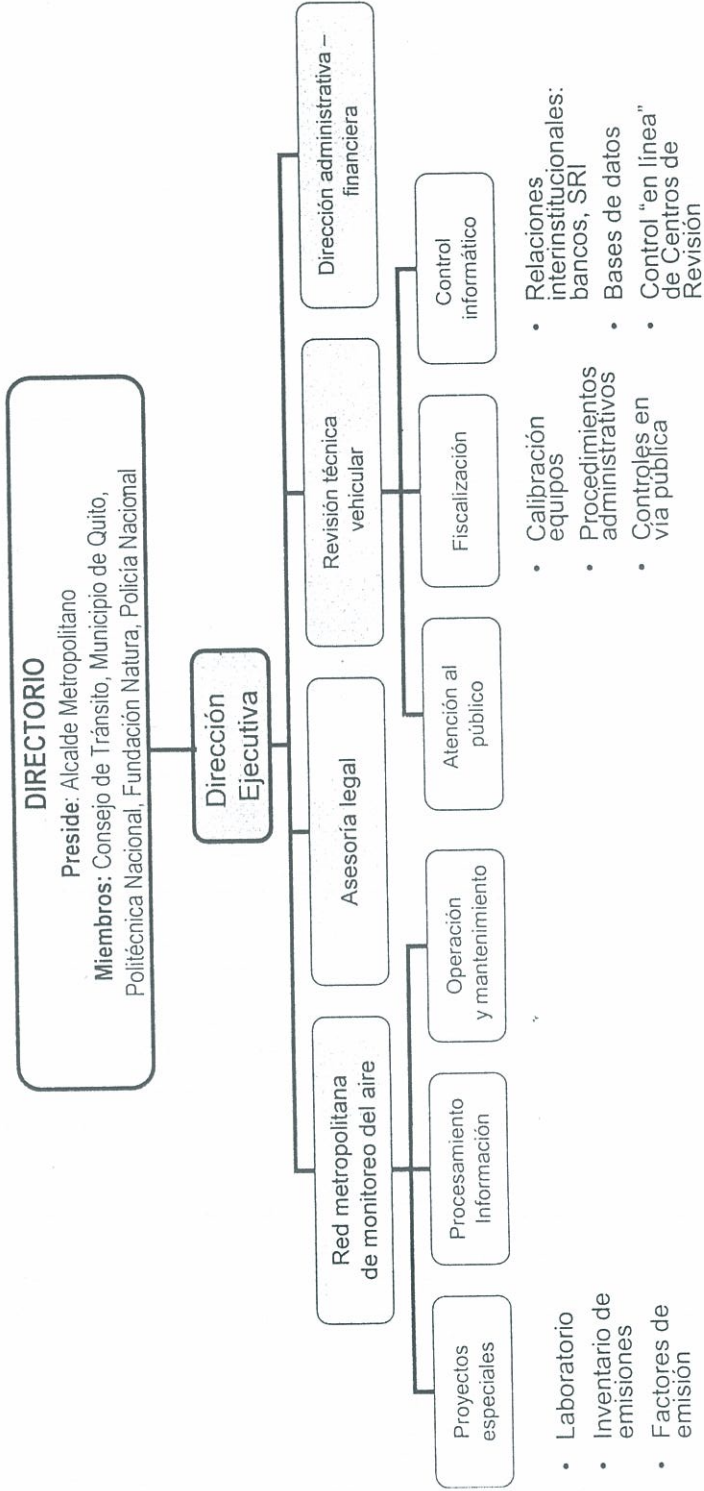 DIRECTORIO
Preside: Alcalde Metropolitano
Miembros: Consejo de Tránsito, Municipio de Quito,
Politécnica Nacional, Fundación Natura, Policía Nacional
Dirección
Ejecutiva
Red metropolitana
de monitoreo del aire
Asesoría legal
Revisión técnica
vehicular
Dirección administrativa –
financiera
Proyectos
especiales
Procesamiento
Información
Operación
y mantenimiento
Atención al
público
Fiscalización
Control
informático
• Laboratorio
• Inventario de
emisiones
• Factores de
emisión
• Calibración
equipos
• Procedimientos
administrativos
• Controles en
vía pública
• Relaciones
interinstitucionales:
bancos, SRI
• Bases de datos
• Control "en línea"
de Centros de
Revisión